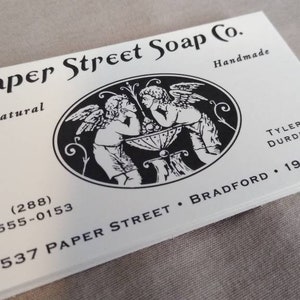 aper Street Soap Co.
atural Handmade
Tyler
Durd
(288)
555-0153
537 Paper Street • Bradford • 19